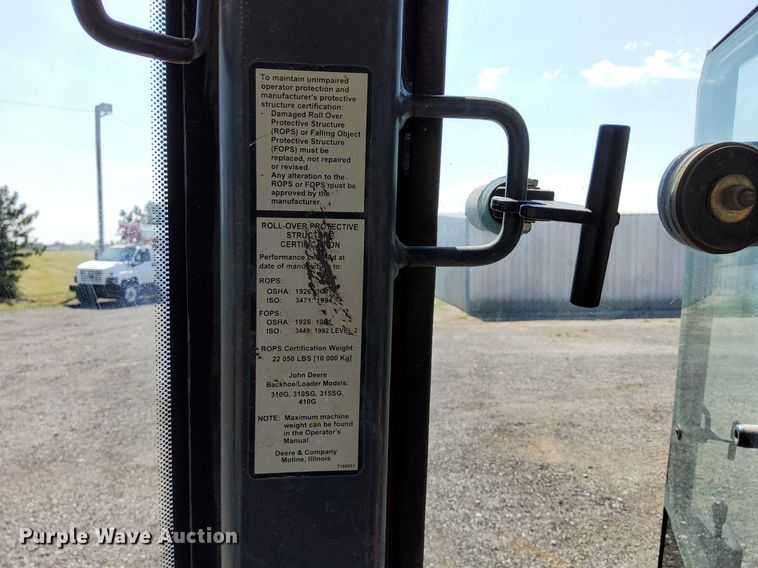 To maintain unimpaired
operator protection and
manufacturer's protective
structure certification:
- Damaged Roll Over
Protective Structure
(ROPS) or Falling Object
Protective Structure
(FOPS) must be
replaced, not repaired
or revised.
- Any alteration to the
ROPS or FOPS must be
approved by the
manufacturer.
ROLL-OVER PROTECTIVE
STRUCTURE
CERTIFICATION
Performance
date of manufacture to:
ROPS:
OSHA: 1926:
ISO: 3471: 1994
FOPS:
OSHA: 1926:
ISO: 3449: 1992 LEVEL 2
ROPS Certification Weight:
22 050 LBS [10 000 Kg]
John Deere
Backhoe/Loader Models:
310G, 310SG, 315SG,
410G
NOTE: Maximum machine
weight can be found
in the Operator's
Manual
Deere & Company
Moline, Illinois
Purple Wave Auction